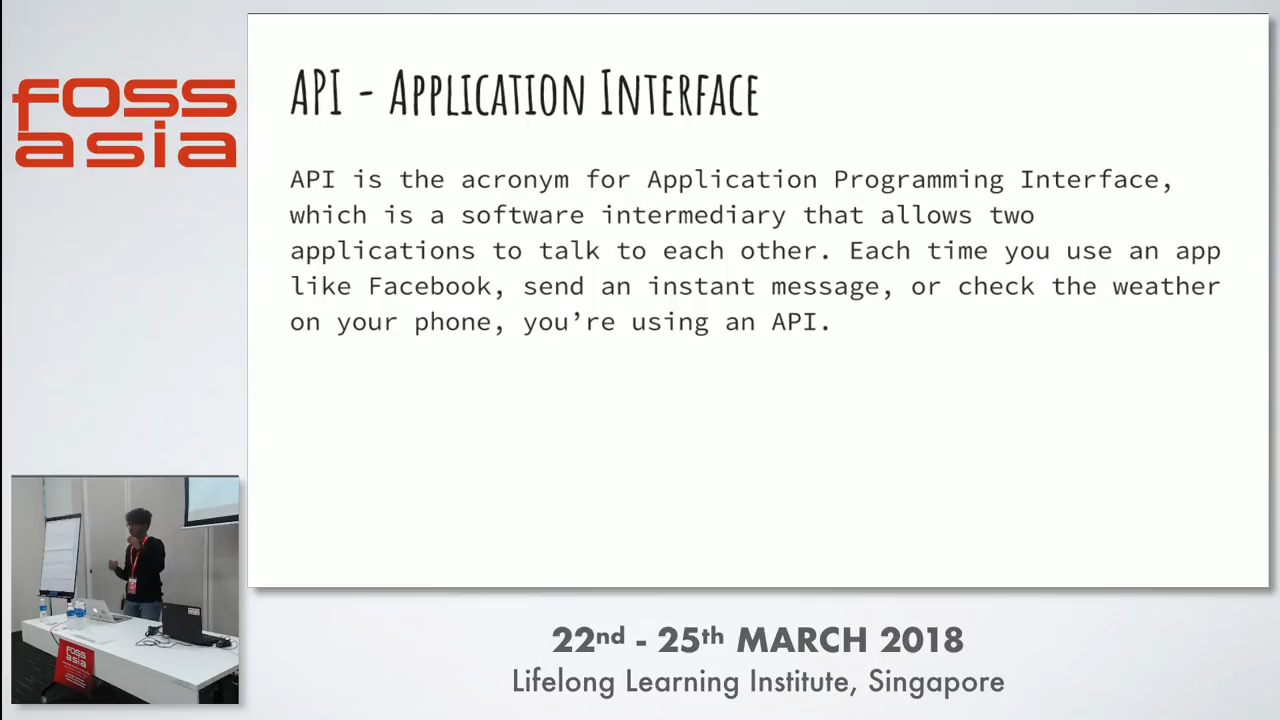 foss
asia
API - Application Interface
API is the acronym for Application Programming Interface,
which is a software intermediary that allows two
applications to talk to each other. Each time you use an app
like Facebook, send an instant message, or check the weather
on your phone, you’re using an API.
foss
asia
22nd - 25th MARCH 2018
Lifelong Learning Institute, Singapore